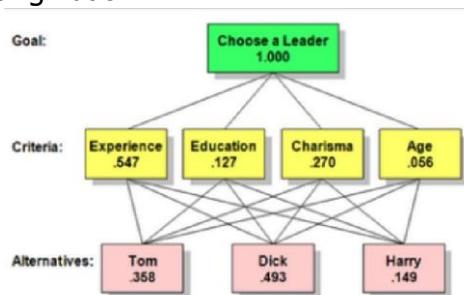 Goal:
Choose a Leader
1.000
Criteria:
Experience
.547
Education
.127
Charisma
.270
Age
.056
Alternatives:
Tom
.358
Dick
.493
Harry
.149